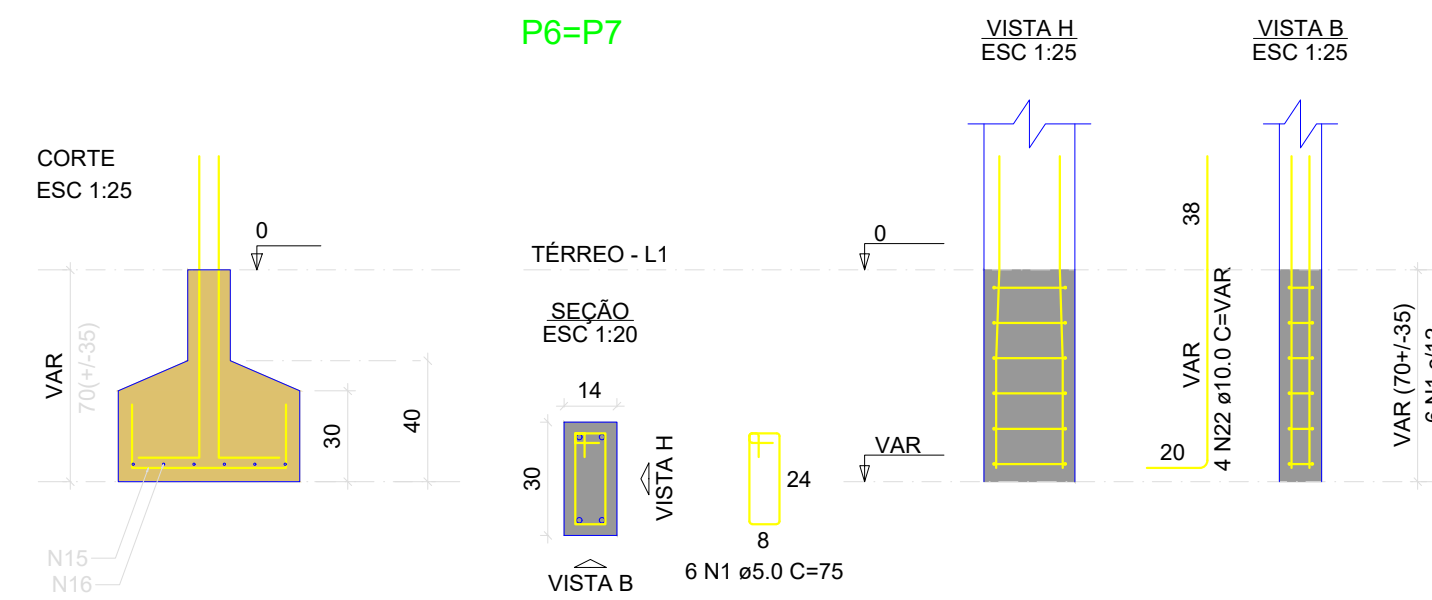 P6=P7
VISTA H
ESC 1:25
VISTA B
ESC 1:25
CORTE
ESC 1:25
0
VAR
70(+/-35)
30
40
N15
N16
TÉRREO - L1
0
SEÇÃO
ESC 1:20
14
30
VISTA H
VISTA B
24
8
6 N1 ø5.0 C=75
VAR
38
VAR
20
4 N22 ø10.0 C=VAR
VAR (70+/-35)